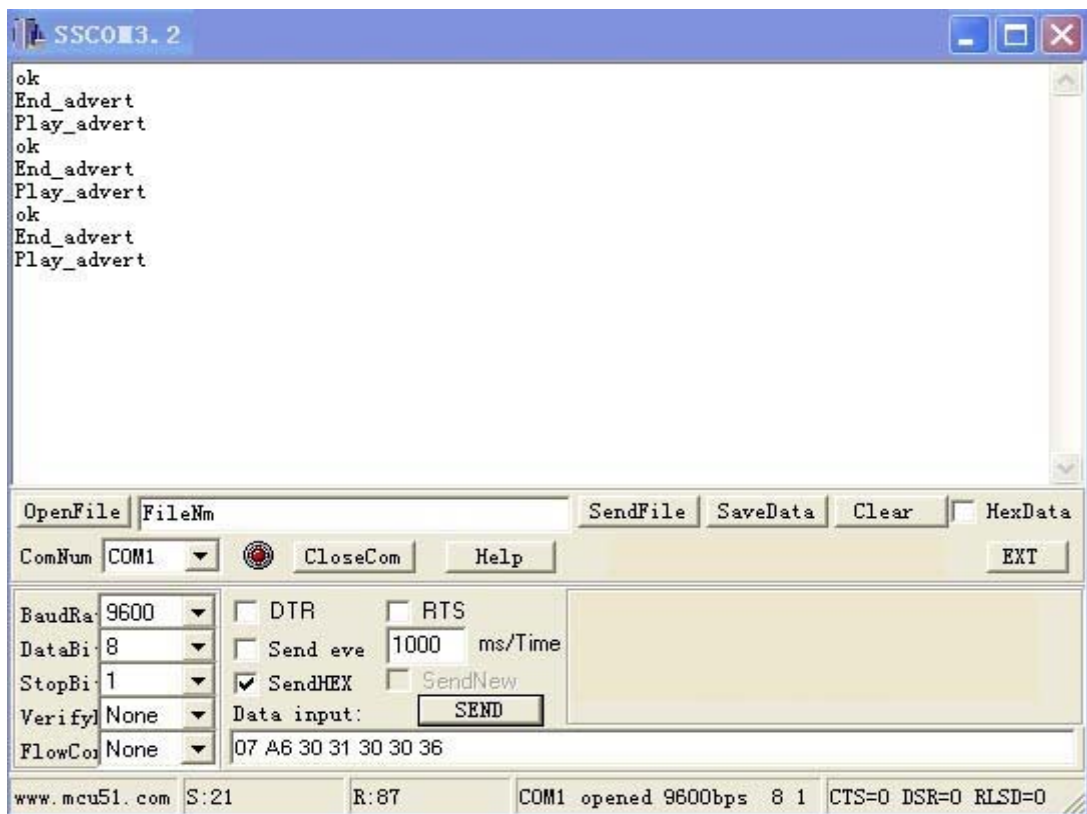 SSCOM3.2
ok
End_advert
Play_advert
ok
End_advert
Play_advert
ok
End_advert
Play_advert
OpenFile FileNm SendFile SaveData Clear HexData
ComNum COM1 CloseCom Help EXT
BaudRa 9600 DTR RTS
DataBi 8 Send eve 1000 ms/Time
StopBi 1 SendHEX SendNew
Verify None Data input: SEND
FlowCo None 07 A6 30 31 30 30 36
www.mcu51.com S:21 R:87 COM1 opened 9600bps 8 1 CTS=0 DSR=0 RLSD=0